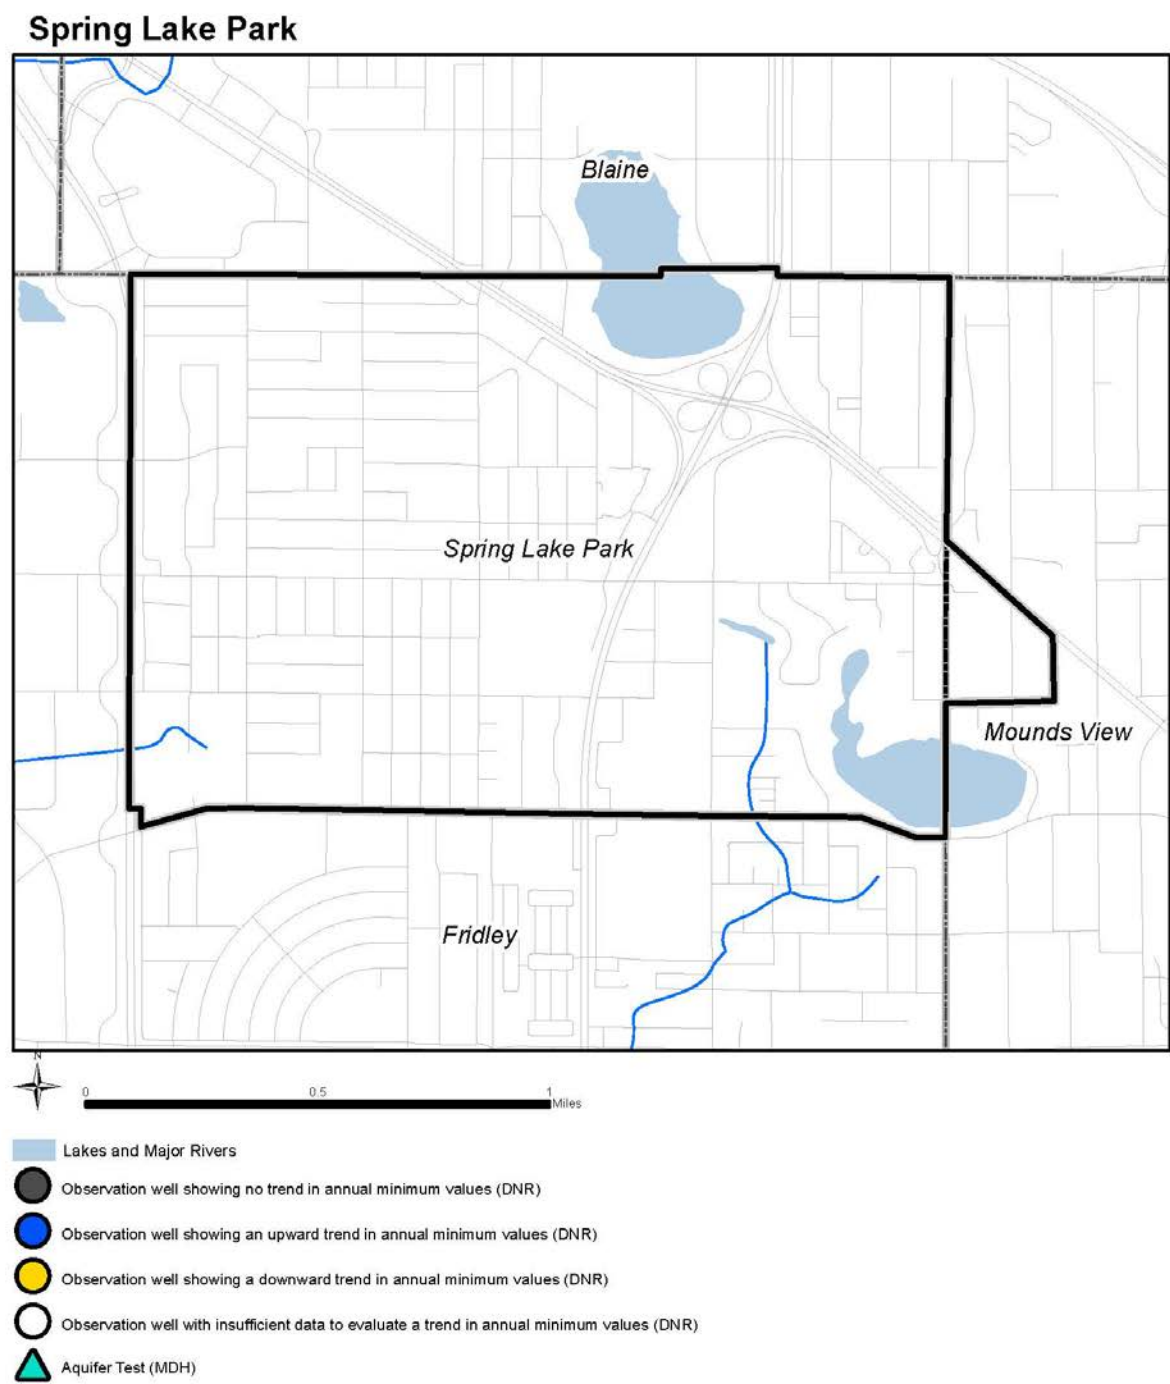 Spring Lake Park
Blaine
Spring Lake Park
Mounds View
Fridley
N
0 0.5 1
Miles
Lakes and Major Rivers
Observation well showing no trend in annual minimum values (DNR)
Observation well showing an upward trend in annual minimum values (DNR)
Observation well showing a downward trend in annual minimum values (DNR)
Observation well with insufficient data to evaluate a trend in annual minimum values (DNR)
Aquifer Test (MDH)